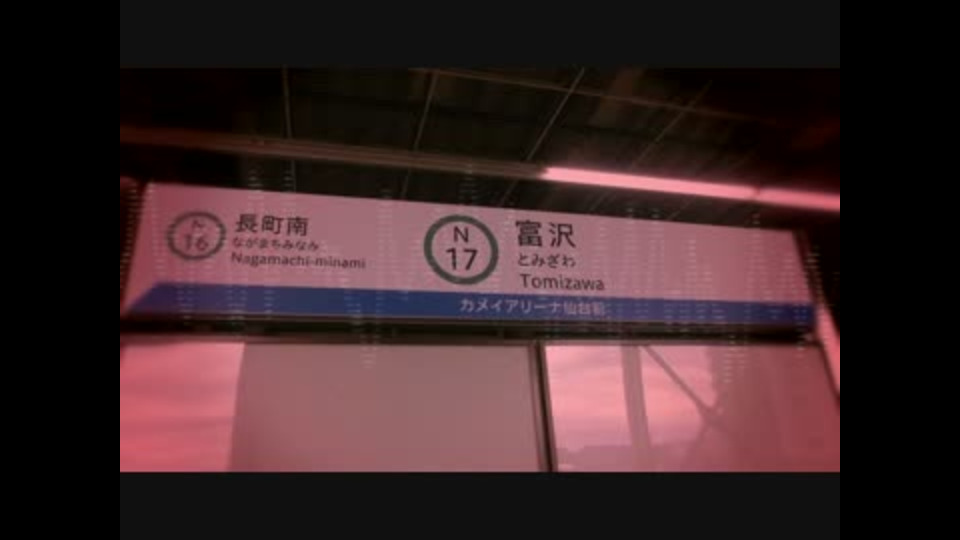 N
16
長町南
ながまちみなみ
Nagamachi-minami
N
17
富沢
とみざわ
Tomizawa
カメイアリーナ仙台前